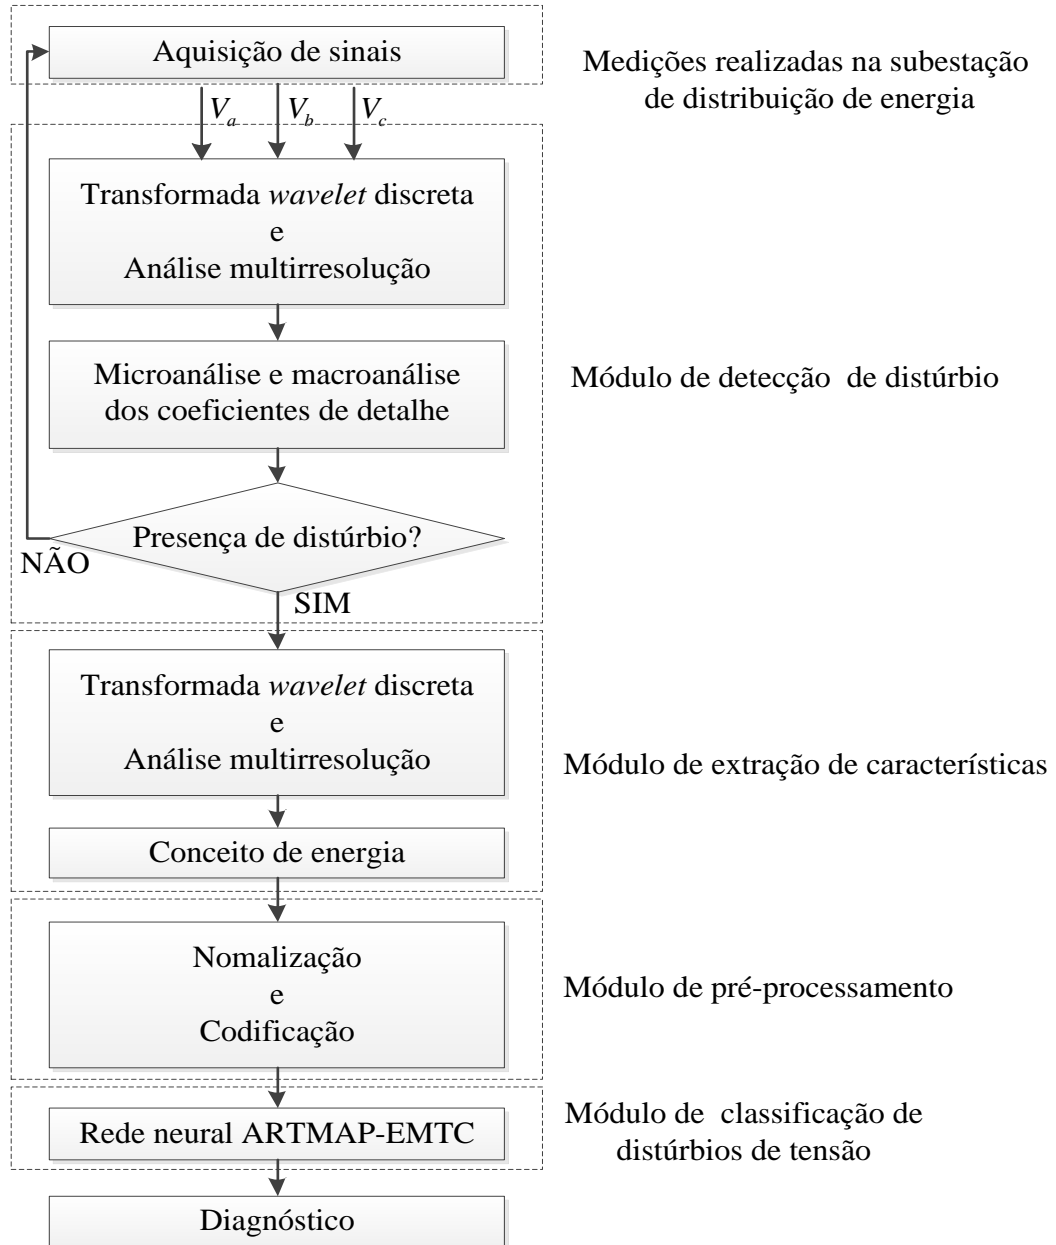 Aquisição de sinais
Medições realizadas na subestação
de distribuição de energia
Va Vb Vc
Transformada wavelet discreta
e
Análise multirresolução
Microanálise e macroanálise
dos coeficientes de detalhe
Módulo de detecção de distúrbio
Presença de distúrbio?
NÃO
SIM
Transformada wavelet discreta
e
Análise multirresolução
Módulo de extração de características
Conceito de energia
Nomalização
e
Codificação
Módulo de pré-processamento
Rede neural ARTMAP-EMTC
Módulo de classificação de
distúrbios de tensão
Diagnóstico